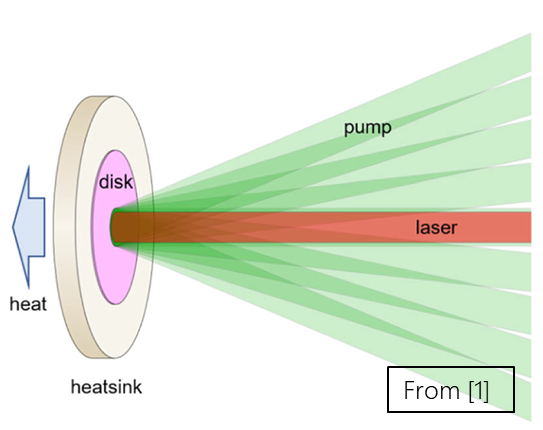 pump
disk
laser
heat
heatsink
From [1]